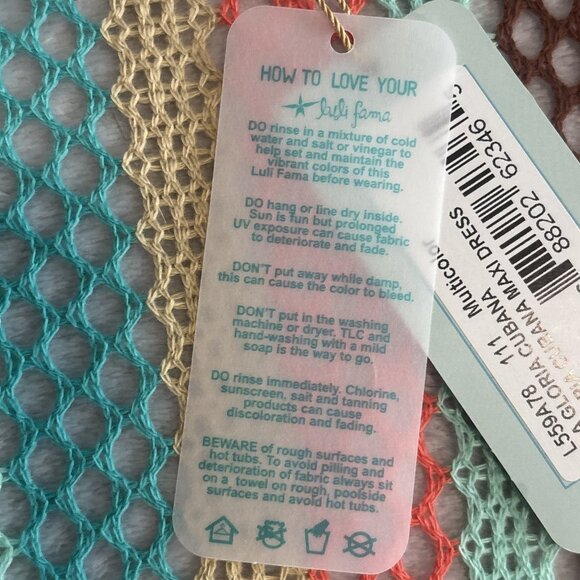 HOW TO LOVE YOUR
luli fama
DO rinse in a mixture of cold
water and salt or vinegar to
help set and maintain the
vibrant colors of this
Luli Fama before wearing.
DO hang or line dry inside.
Sun is fun but prolonged
UV exposure can cause fabric
to deteriorate and fade.
DON'T put away while damp,
this can cause the color to bleed.
DON'T put in the washing
machine or dryer. TLC and
hand-washing with a mild
soap is the way to go.
DO rinse immediately. Chlorine,
sunscreen, salt and tanning
products can cause
discoloration and fading.
BEWARE of rough surfaces and
hot tubs. To avoid pilling and
deterioration of fabric always sit
on a towel on rough, poolside
surfaces and avoid hot tubs.
L559A78 111 Multicolor
AGLORIA CUBANA
CUBANA MAXI DRESS
88202 62346